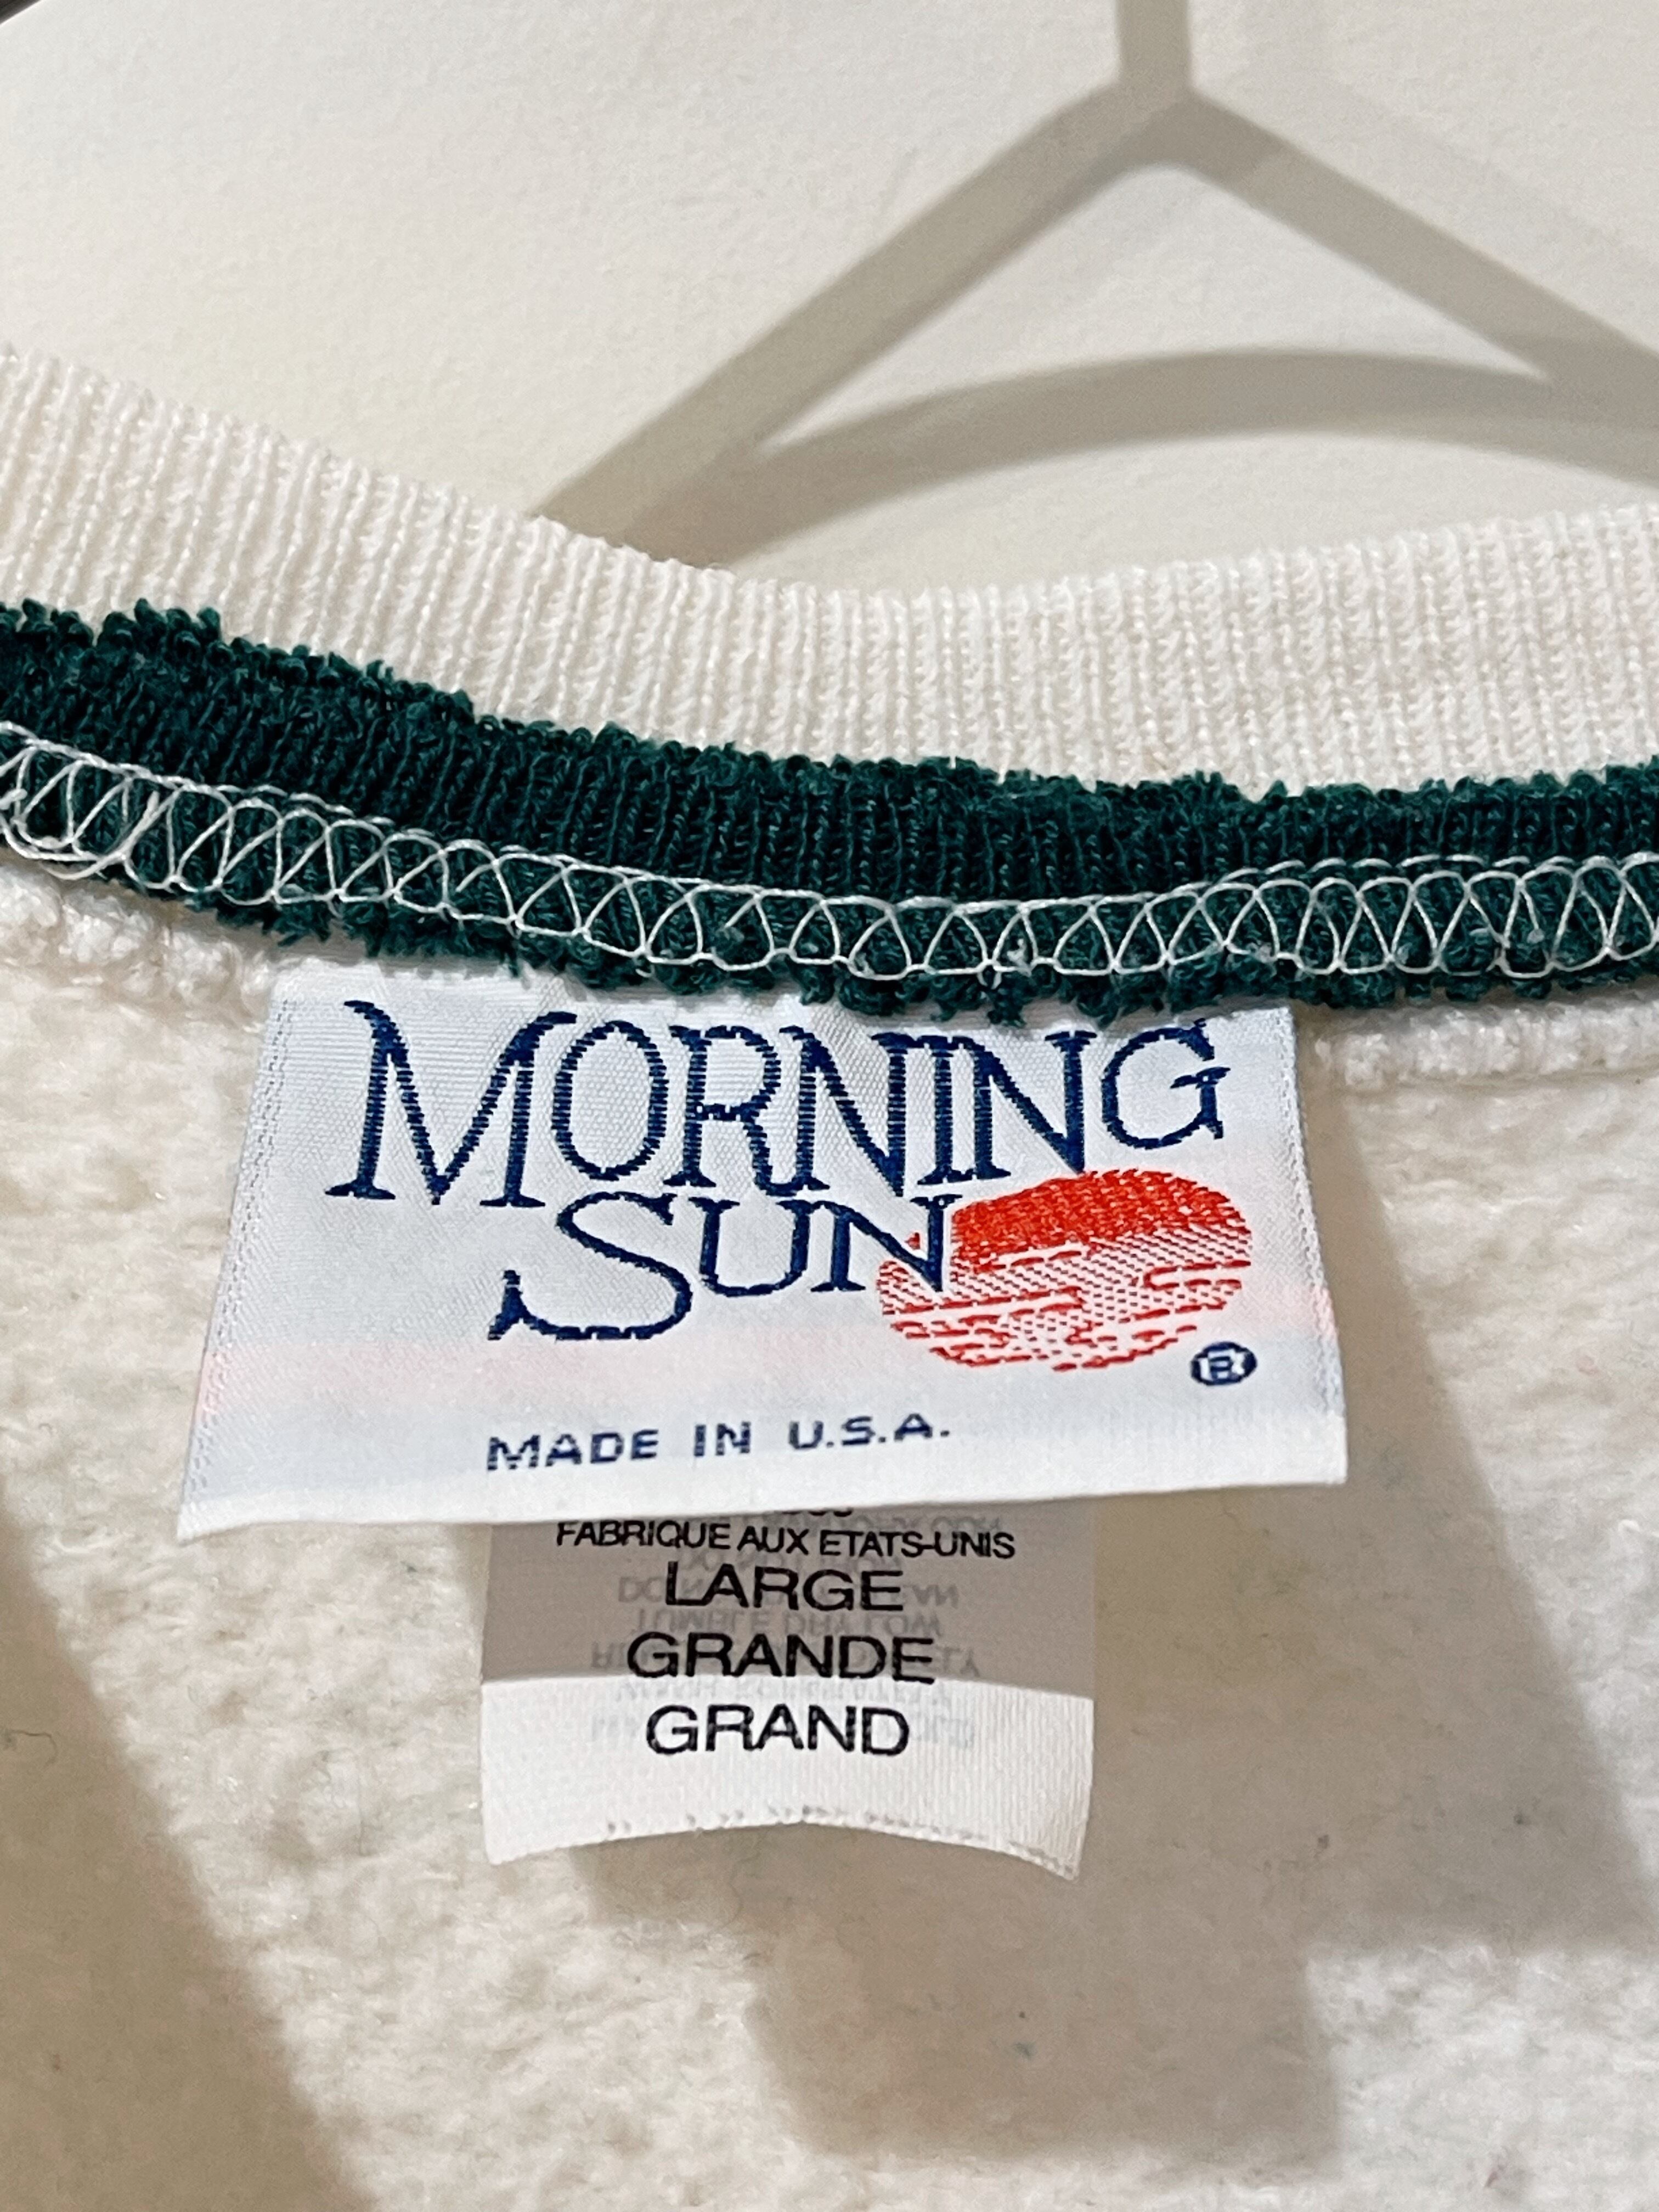 MORNING
SUN
®
MADE IN U.S.A.
FABRIQUE AUX ETATS-UNIS
LARGE
GRANDE
GRAND